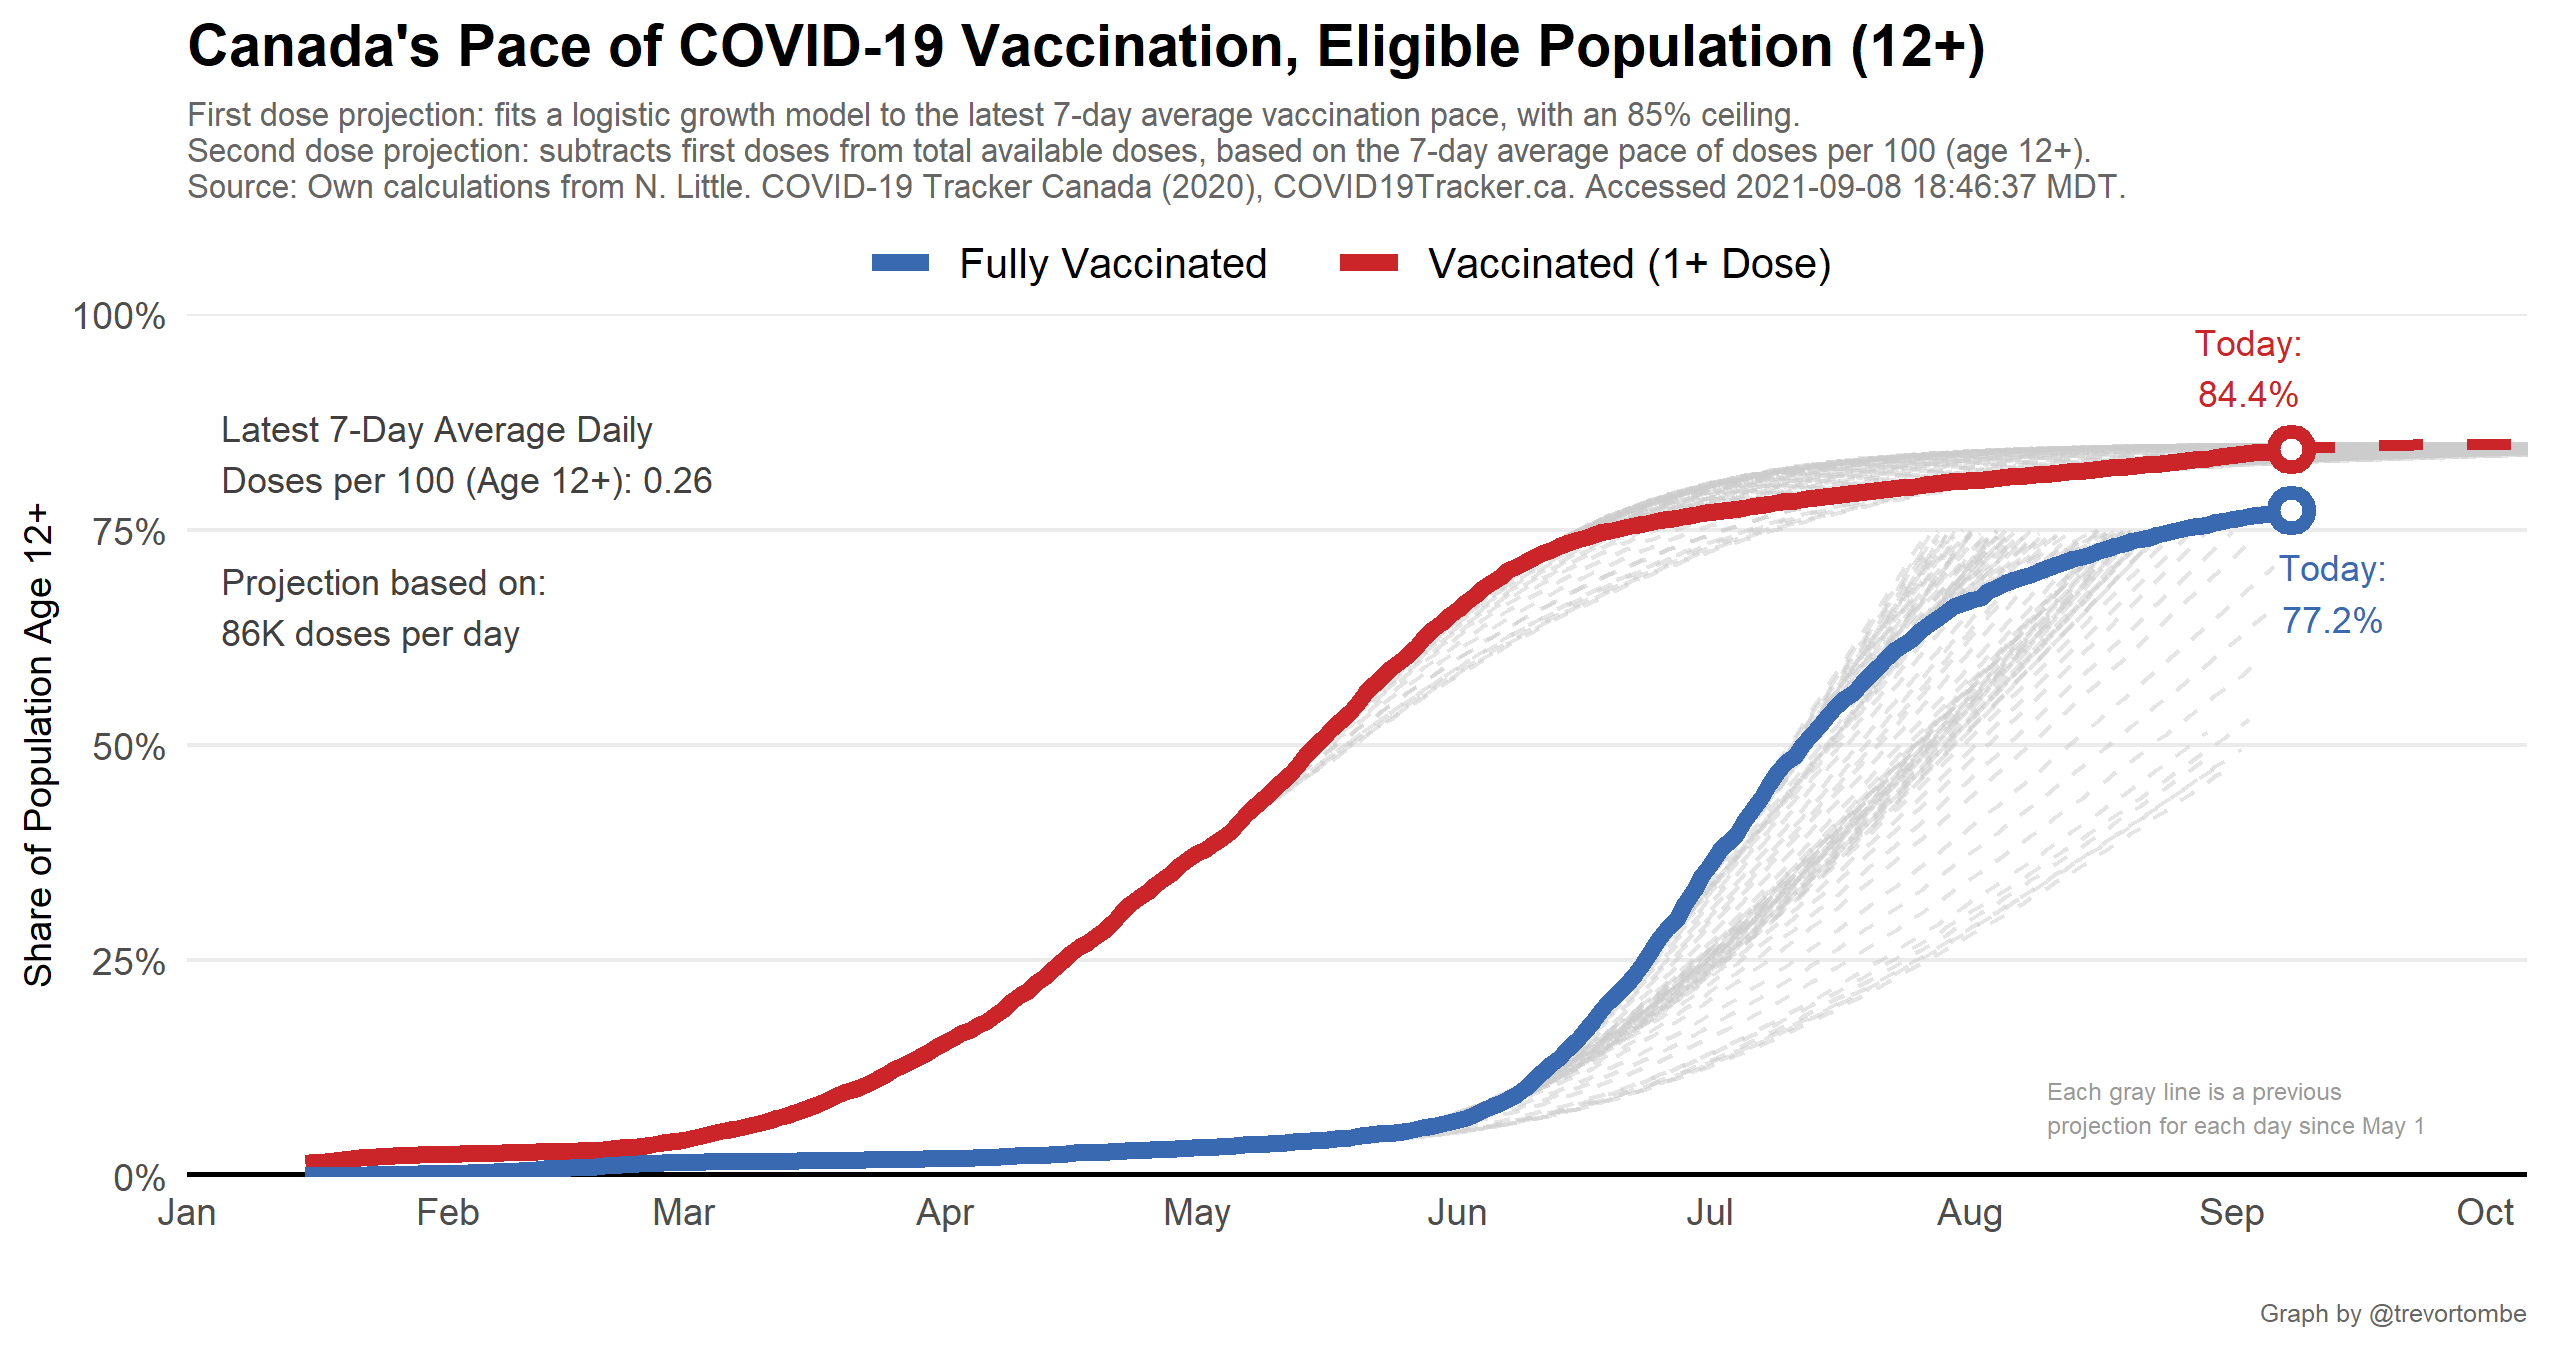 Canada's Pace of COVID-19 Vaccination, Eligible Population (12+)
First dose projection: fits a logistic growth model to the latest 7-day average vaccination pace, with an 85% ceiling.
Second dose projection: subtracts first doses from total available doses, based on the 7-day average pace of doses per 100 (age 12+).
Source: Own calculations from N. Little. COVID-19 Tracker Canada (2020), COVID19Tracker.ca. Accessed 2021-09-08 18:46:37 MDT.
Fully Vaccinated
Vaccinated (1+ Dose)
Share of Population Age 12+
100%
75%
50%
25%
0%
Latest 7-Day Average Daily
Doses per 100 (Age 12+): 0.26
Projection based on:
86K doses per day
Today:
84.4%
Today:
77.2%
Each gray line is a previous
projection for each day since May 1
Jan
Feb
Mar
Apr
May
Jun
Jul
Aug
Sep
Oct
Graph by @trevortombe